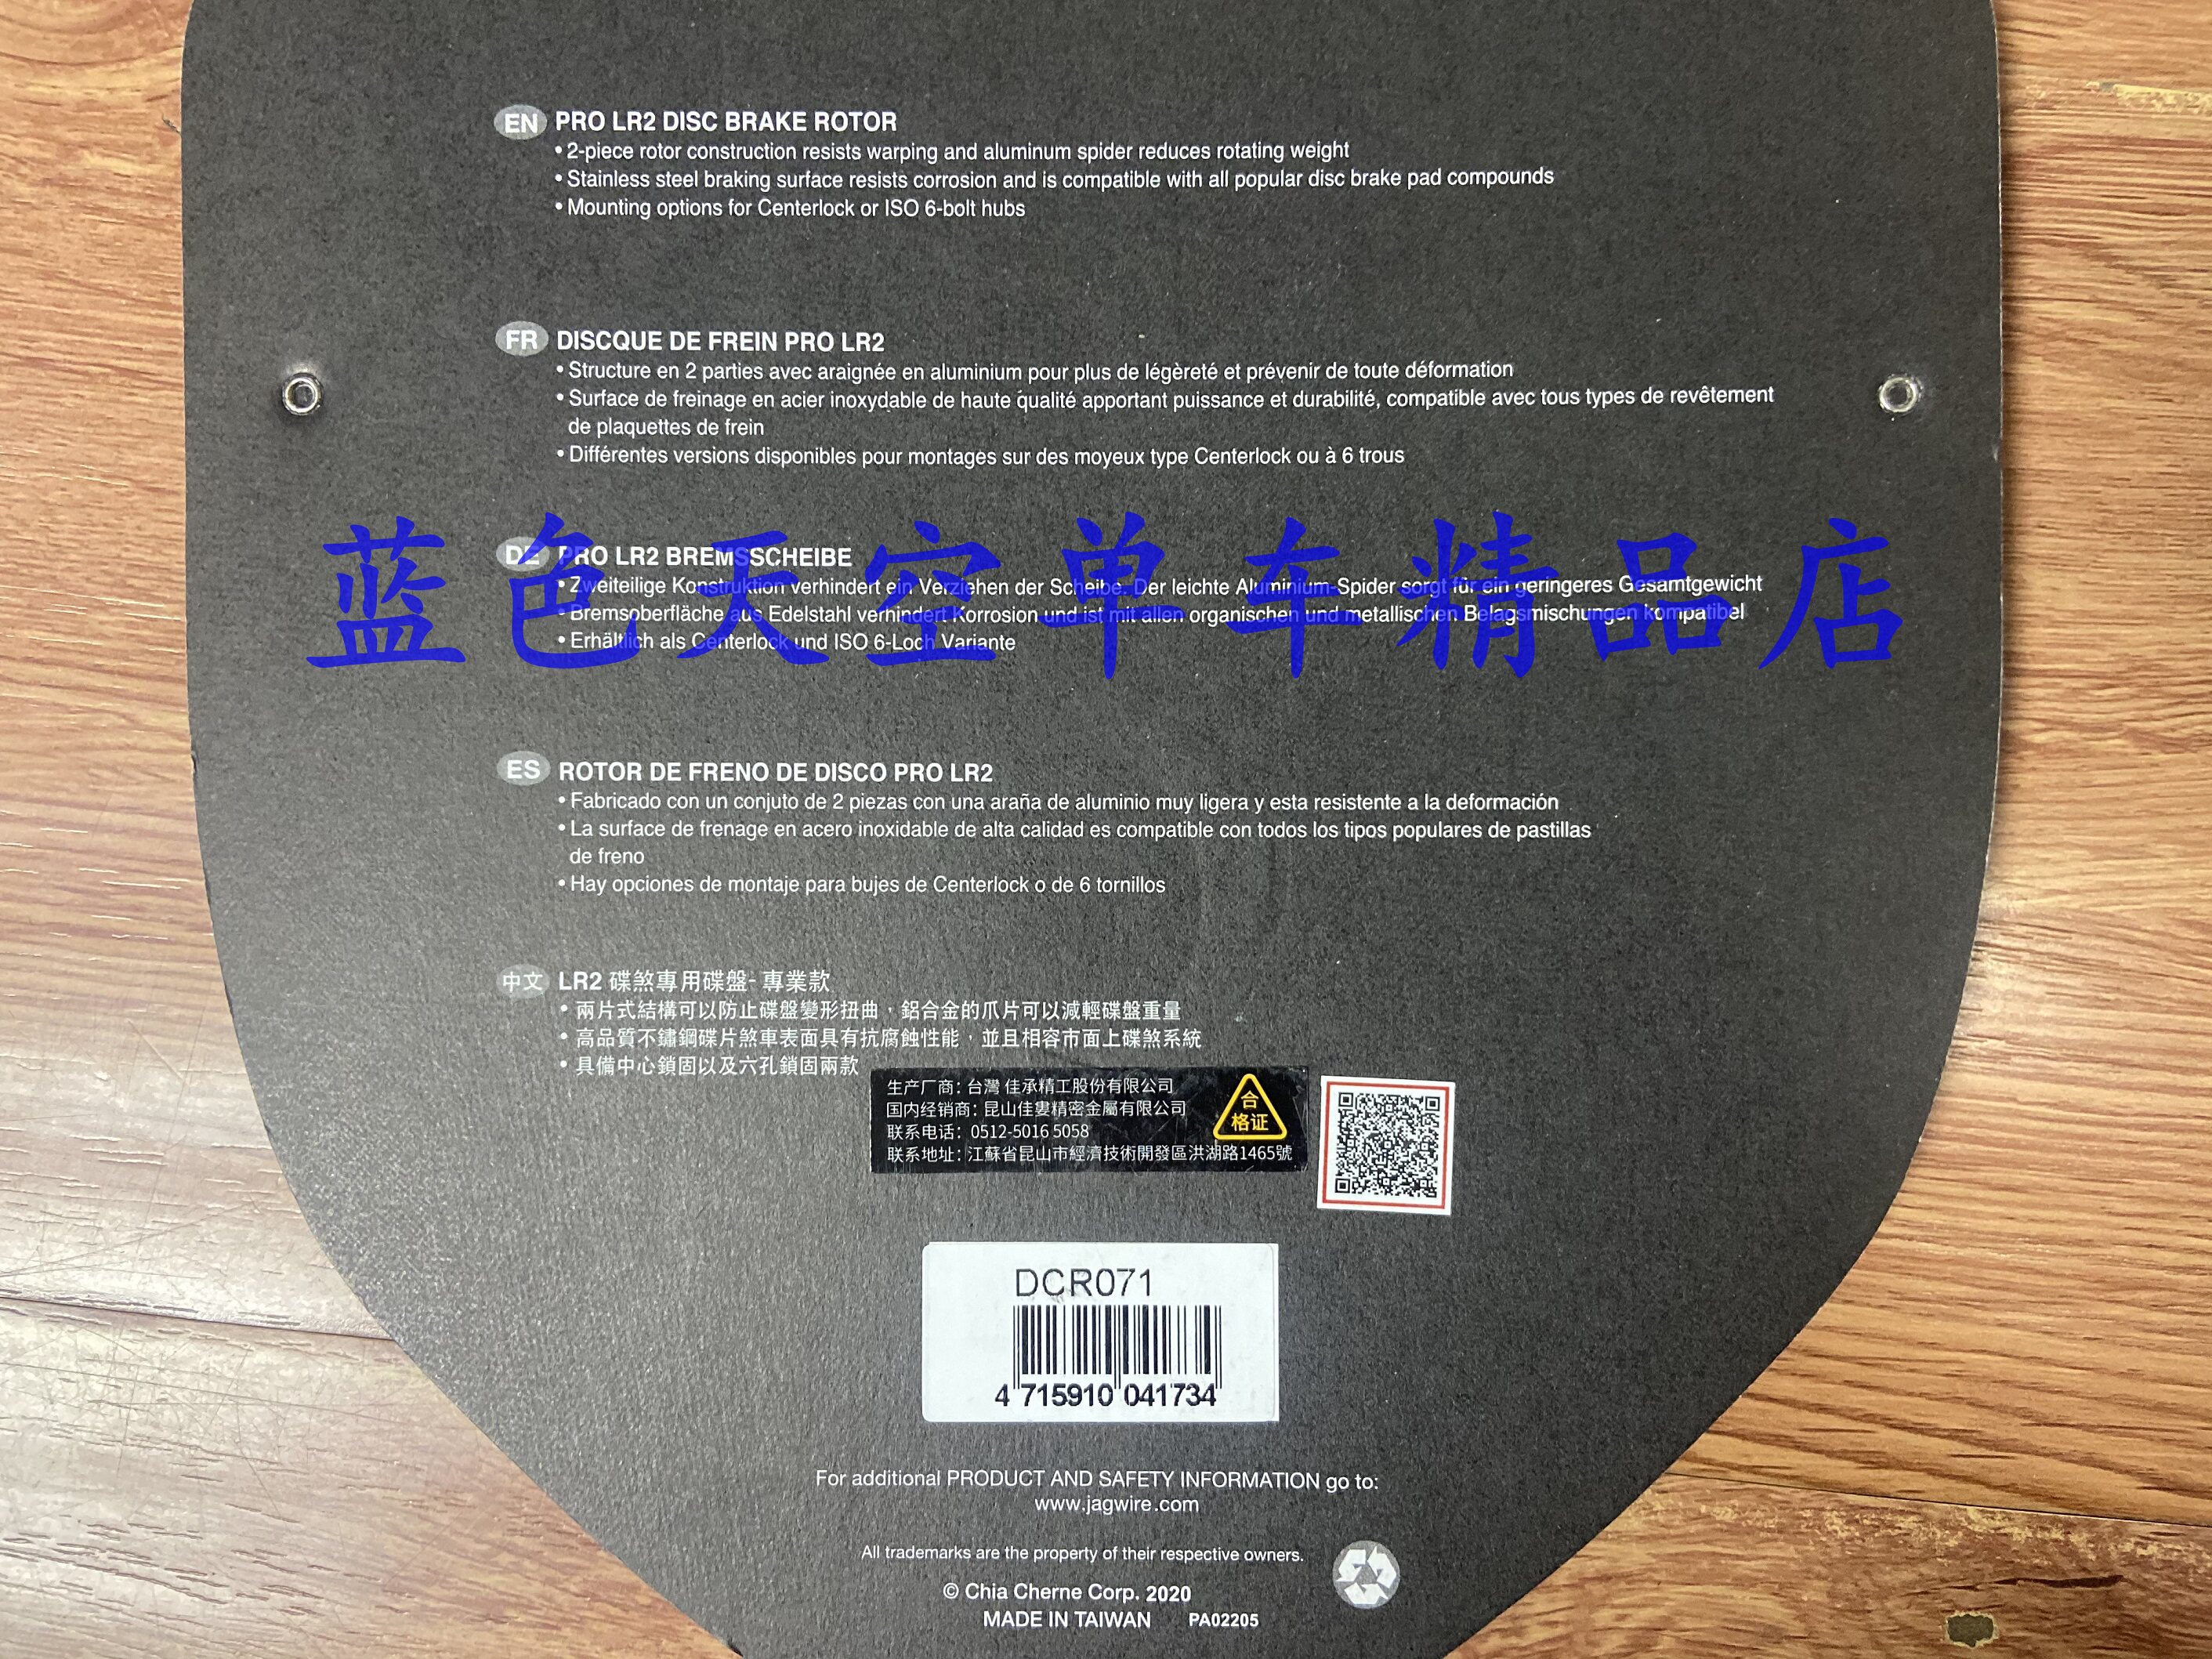 EN PRO LR2 DISC BRAKE ROTOR
• 2-piece rotor construction resists warping and aluminum spider reduces rotating weight
• Stainless steel braking surface resists corrosion and is compatible with all popular disc brake pad compounds
• Mounting options for Centerlock or ISO 6-bolt hubs
FR DISCQUE DE FREIN PRO LR2
• Structure en 2 parties avec araignée en aluminium pour plus de légèreté et prévenir de toute déformation
• Surface de freinage en acier inoxydable de haute qualité apportant puissance et durabilité, compatible avec tous types de revêtement
de plaquettes de frein
• Différentes versions disponibles pour montages sur des moyeux type Centerlock ou à 6 trous
蓝色天空单车精品店
DE PRO LR2 BREMSSCHEIBE
• Zweiteilige Konstruktion verhindert ein Verziehen der Scheibe. Der leichte Aluminium-Spider sorgt für ein geringeres Gesamtgewicht
• Bremsoberfläche aus Edelstahl verhindert Korrosion und ist mit allen organischen und metallischen Belagsmischungen kompatibel
• Erhältlich als Centerlock und ISO 6-Loch Variante
ES ROTOR DE FRENO DE DISCO PRO LR2
• Fabricado con un conjuto de 2 piezas con una araña de aluminio muy ligera y esta resistente a la deformación
• La surface de frenage en acero inoxidable de alta calidad es compatible con todos los tipos populares de pastillas
de freno
• Hay opciones de montaje para bujes de Centerlock o de 6 tornillos
中文 LR2 碟煞專用碟盤- 專業款
• 兩片式結構可以防止碟盤變形扭曲，鋁合金的爪片可以減輕碟盤重量
• 高品質不鏽鋼碟片煞車表面具有抗腐蝕性能，並且相容市面上碟煞系統
• 具備中心鎖固以及六孔鎖固兩款
生产厂商: 台灣 佳承精工股份有限公司
国内经销商: 昆山佳婁精密金屬有限公司
联系电话: 0512-5016 5058
联系地址: 江蘇省昆山市經濟技術開發區洪湖路1465號
合
格证
DCR071
4 715910 041734
For additional PRODUCT AND SAFETY INFORMATION go to:
www.jagwire.com
All trademarks are the property of their respective owners.
© Chia Cherne Corp. 2020
MADE IN TAIWAN PA02205